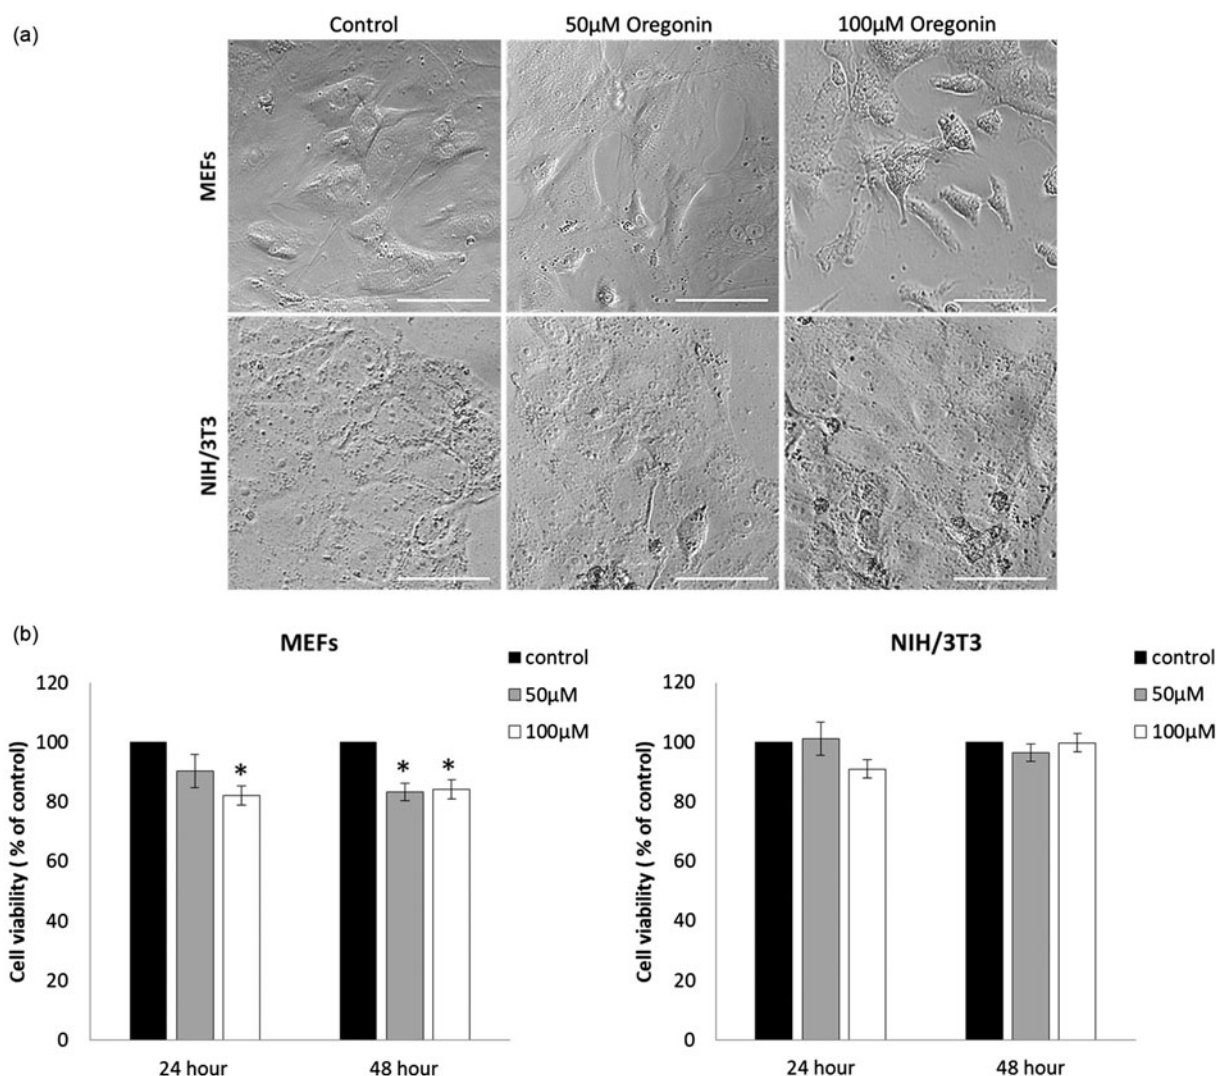 (a)
Control
50µM Oregonin
100µM Oregonin
MEFs
NIH/3T3
(b)
MEFs
control
50µM
100µM
Cell viability ( % of control)
120
100
80
60
40
20
0
*
*
*
24 hour
48 hour
NIH/3T3
control
50µM
100µM
Cell viability ( % of control)
120
100
80
60
40
20
0
24 hour
48 hour